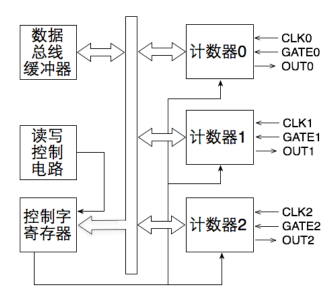 数据
总线
缓冲器
计数器0
CLK0
GATE0
OUT0
读写
控制
电路
计数器1
CLK1
GATE1
OUT1
控制字
寄存器
计数器2
CLK2
GATE2
OUT2